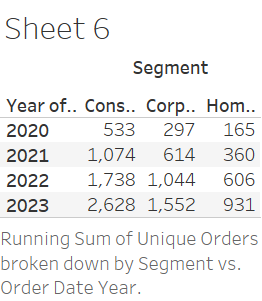 Sheet 6
Segment
Year of.. Cons.. Corp.. Hom..
2020 533 297 165
2021 1,074 614 360
2022 1,738 1,044 606
2023 2,628 1,552 931
Running Sum of Unique Orders
broken down by Segment vs.
Order Date Year.